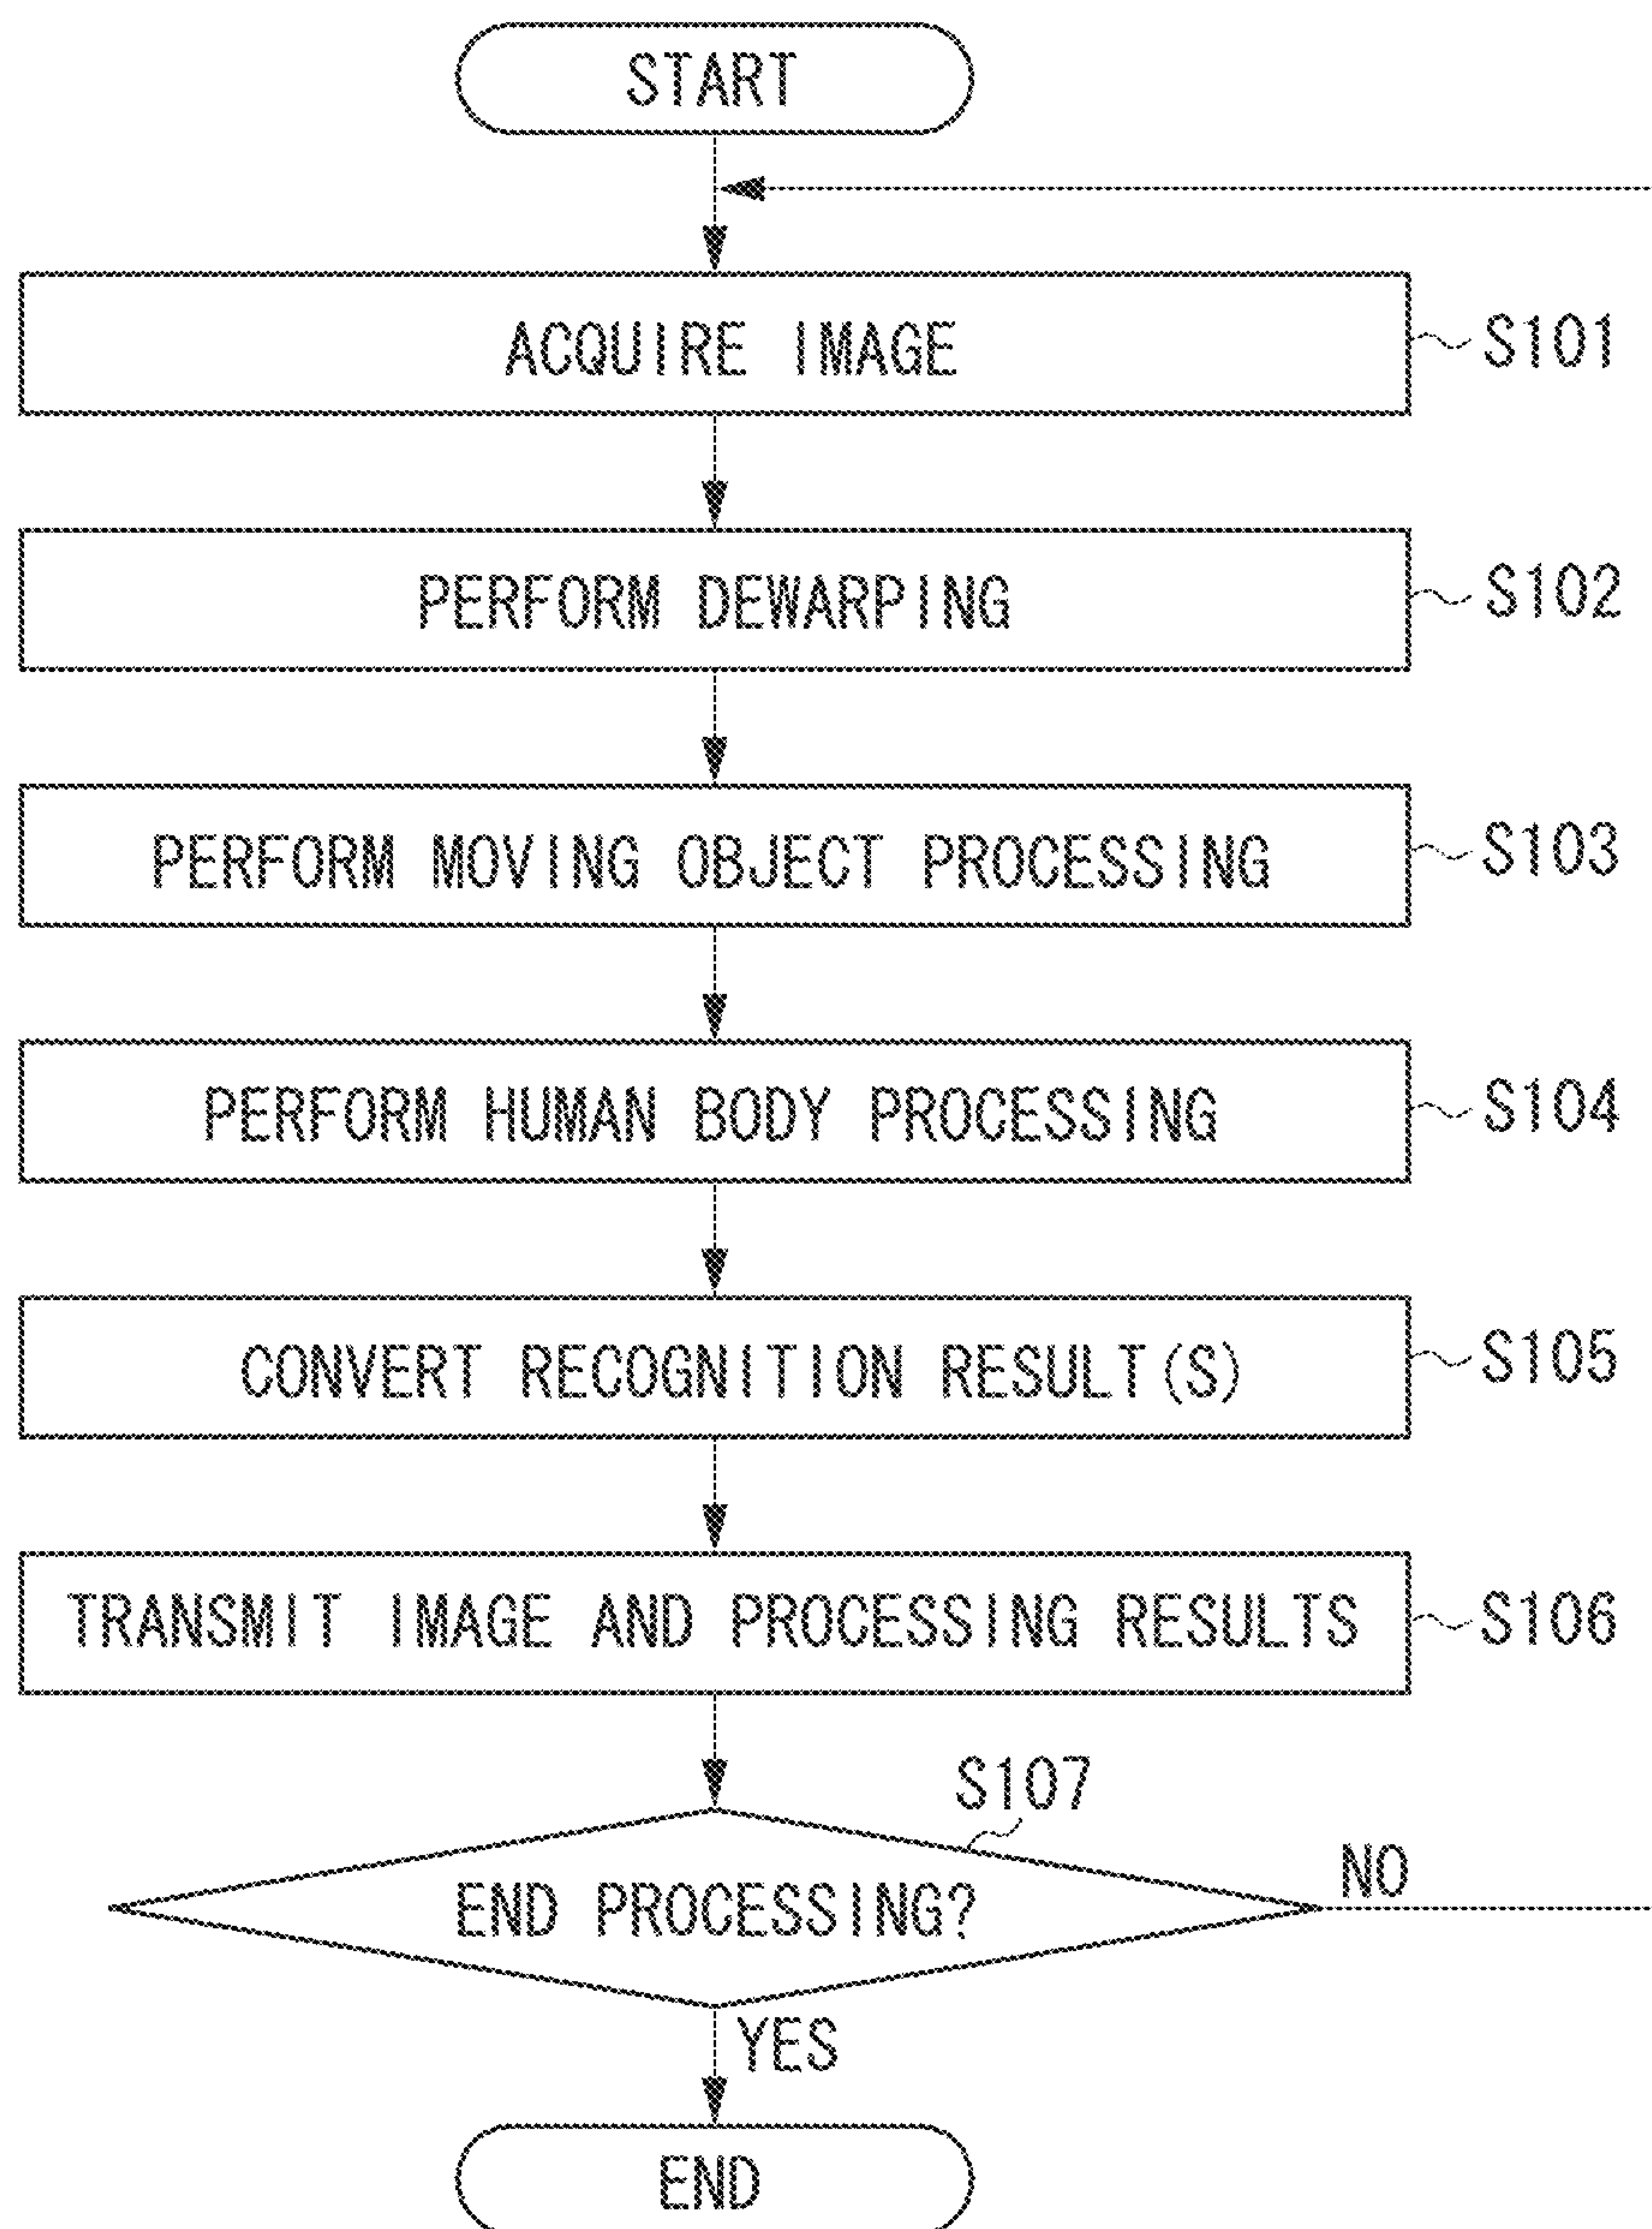 START
ACQUIRE IMAGE
S101
PERFORM DEWARPING
S102
PERFORM MOVING OBJECT PROCESSING
S103
PERFORM HUMAN BODY PROCESSING
S104
CONVERT RECOGNITION RESULT(S)
S105
TRANSMIT IMAGE AND PROCESSING RESULTS
S106
S107
END PROCESSING?
NO
YES
END